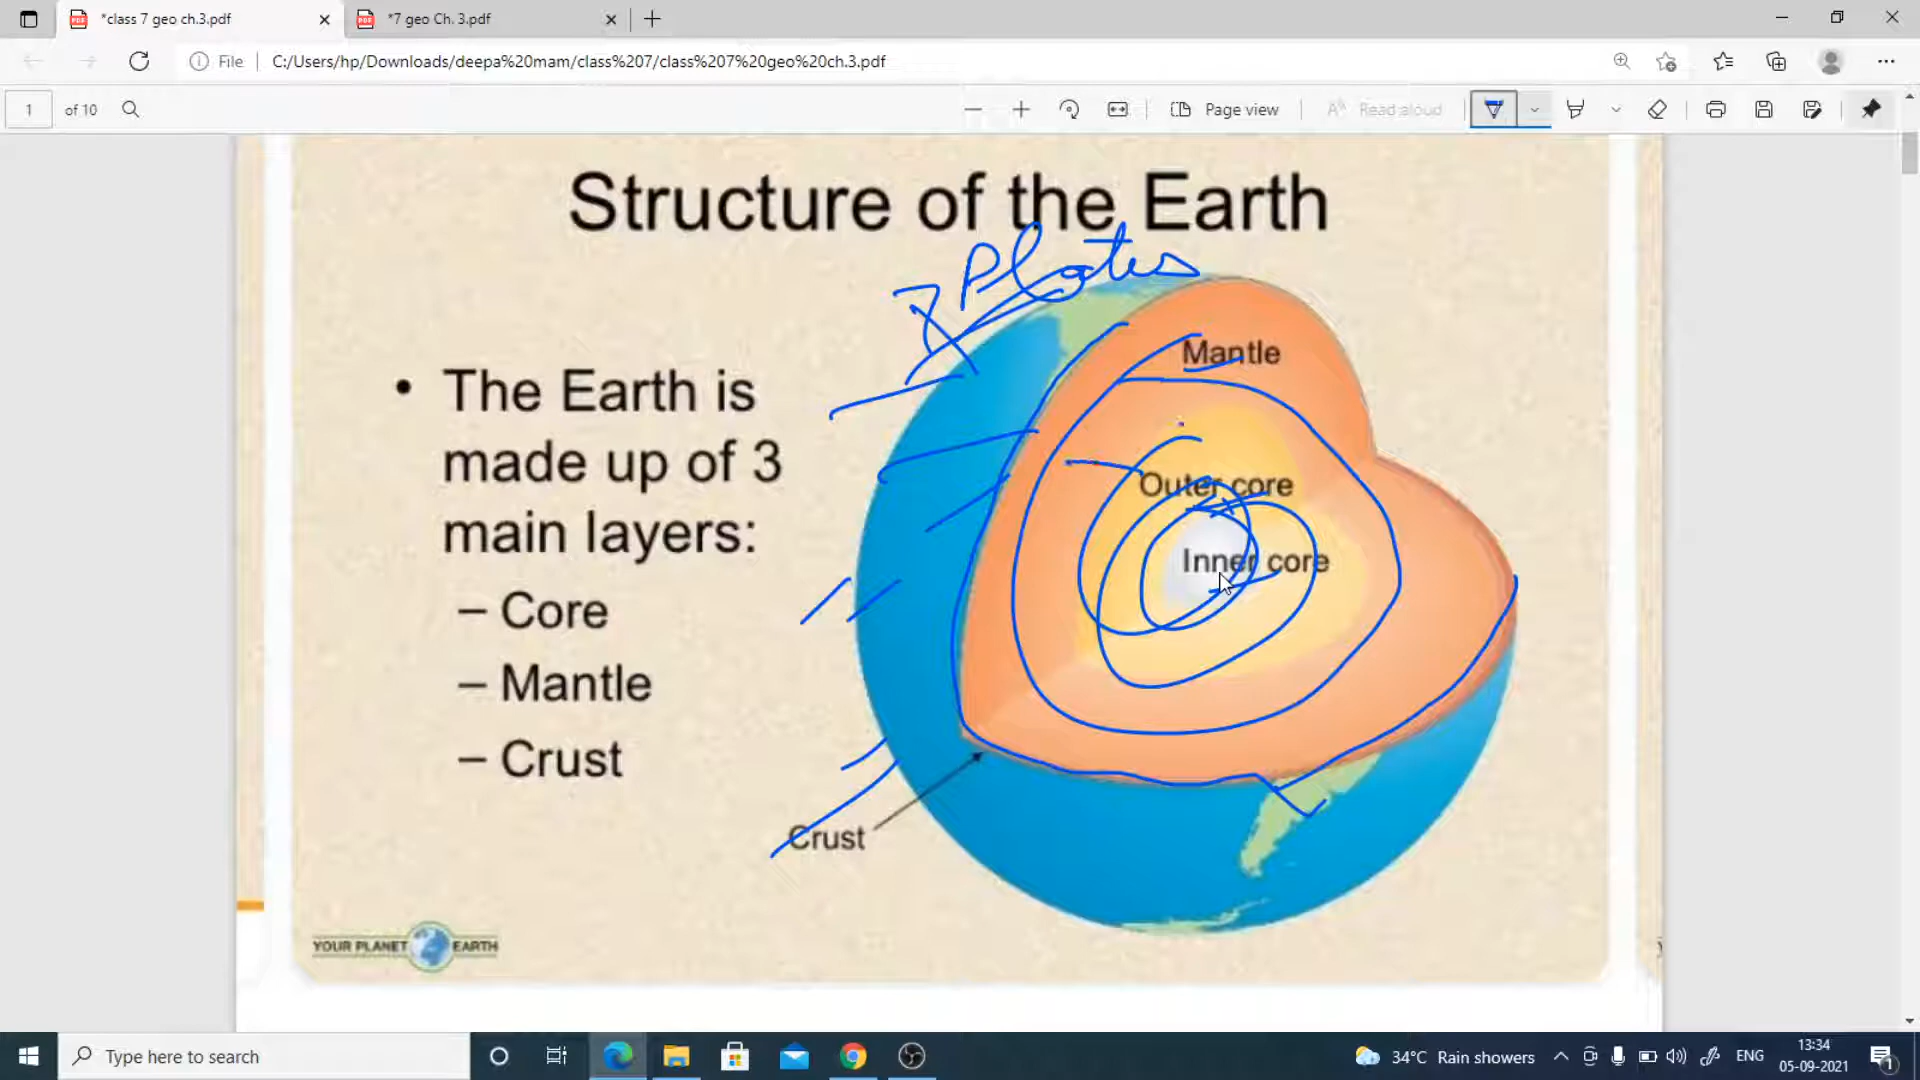 *class 7 geo ch.3.pdf
*7 geo Ch. 3.pdf
File
C:/Users/hp/Downloads/deepa%20mam/class%207/class%207%20geo%20ch.3.pdf
1 of 10
Page view
Read aloud
Structure of the Earth
7 Plates
• The Earth is
made up of 3
main layers:
– Core
– Mantle
– Crust
Mantle
Outer core
Inner core
Crust
YOUR PLANET EARTH
Type here to search
34°C Rain showers
ENG
13:34
05-09-2021
1